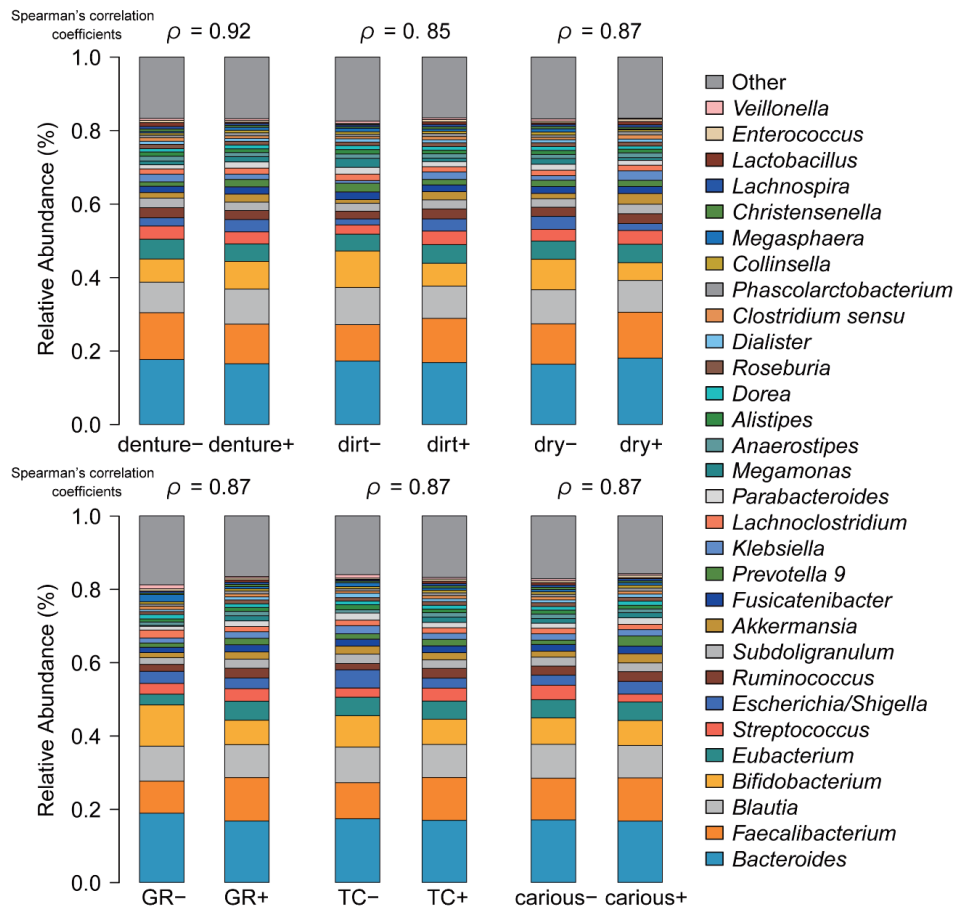 Spearman's correlation
coefficients
ρ = 0.92
ρ = 0. 85
ρ = 0.87
Relative Abundance (%)
1.0
0.8
0.6
0.4
0.2
0.0
denture−
denture+
dirt−
dirt+
dry−
dry+
Spearman's correlation
coefficients
ρ = 0.87
ρ = 0.87
ρ = 0.87
Relative Abundance (%)
1.0
0.8
0.6
0.4
0.2
0.0
GR−
GR+
TC−
TC+
carious−
carious+
Other
Veillonella
Enterococcus
Lactobacillus
Lachnospira
Christensenella
Megasphaera
Collinsella
Phascolarctobacterium
Clostridium sensu
Dialister
Roseburia
Dorea
Alistipes
Anaerostipes
Megamonas
Parabacteroides
Lachnoclostridium
Klebsiella
Prevotella 9
Fusicatenibacter
Akkermansia
Subdoligranulum
Ruminococcus
Escherichia/Shigella
Streptococcus
Eubacterium
Bifidobacterium
Blautia
Faecalibacterium
Bacteroides